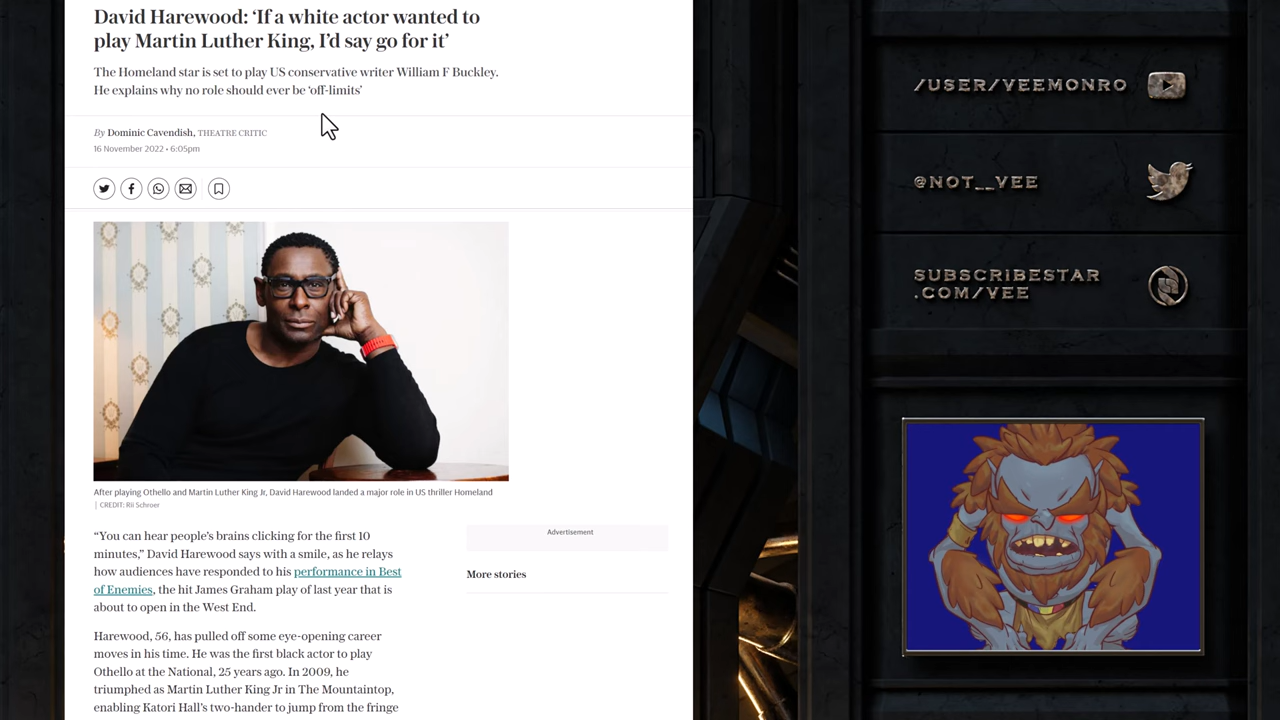 David Harewood: ‘If a white actor wanted to
play Martin Luther King, I’d say go for it’
The Homeland star is set to play US conservative writer William F Buckley.
He explains why no role should ever be ‘off-limits’
By Dominic Cavendish, THEATRE CRITIC
16 November 2022 • 6:05pm
After playing Othello and Martin Luther King Jr, David Harewood landed a major role in US thriller Homeland
| CREDIT: Rii Schroer
“You can hear people’s brains clicking for the first 10
minutes,” David Harewood says with a smile, as he relays
how audiences have responded to his performance in Best
of Enemies, the hit James Graham play of last year that is
about to open in the West End.
Harewood, 56, has pulled off some eye-opening career
moves in his time. He was the first black actor to play
Othello at the National, 25 years ago. In 2009, he
triumphed as Martin Luther King Jr in The Mountaintop,
enabling Katori Hall’s two-hander to jump from the fringe
Advertisement
More stories
/USER/VEEMONRO
@NOT__VEE
SUBSCRIBESTAR
.COM/VEE